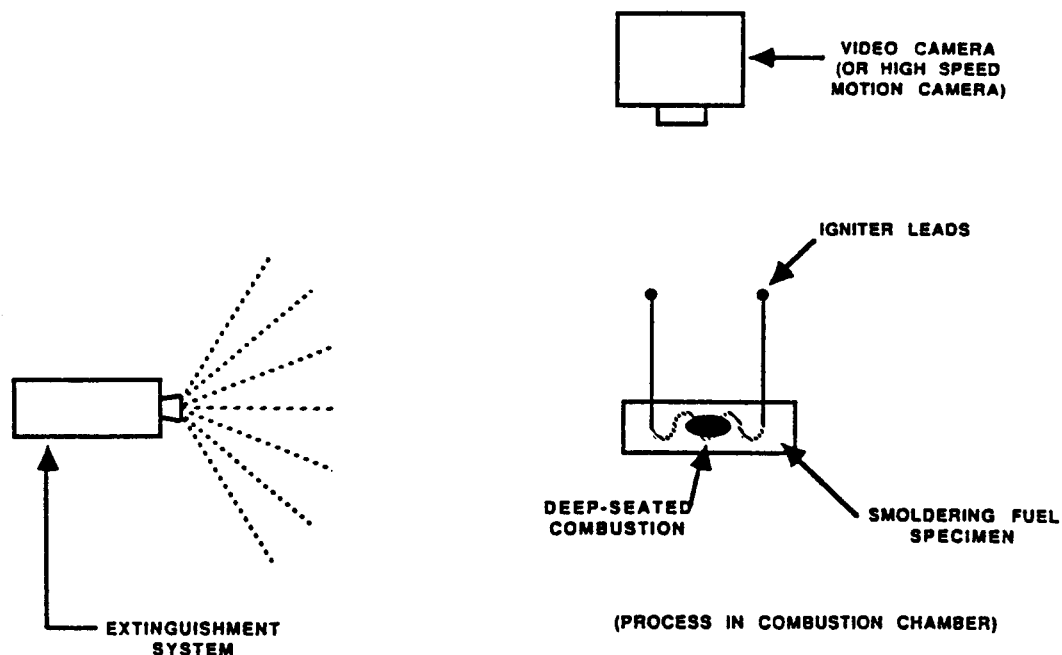 VIDEO CAMERA
(OR HIGH SPEED
MOTION CAMERA)
IGNITER LEADS
DEEP-SEATED
COMBUSTION
SMOLDERING FUEL
SPECIMEN
EXTINGUISHMENT
SYSTEM
(PROCESS IN COMBUSTION CHAMBER)